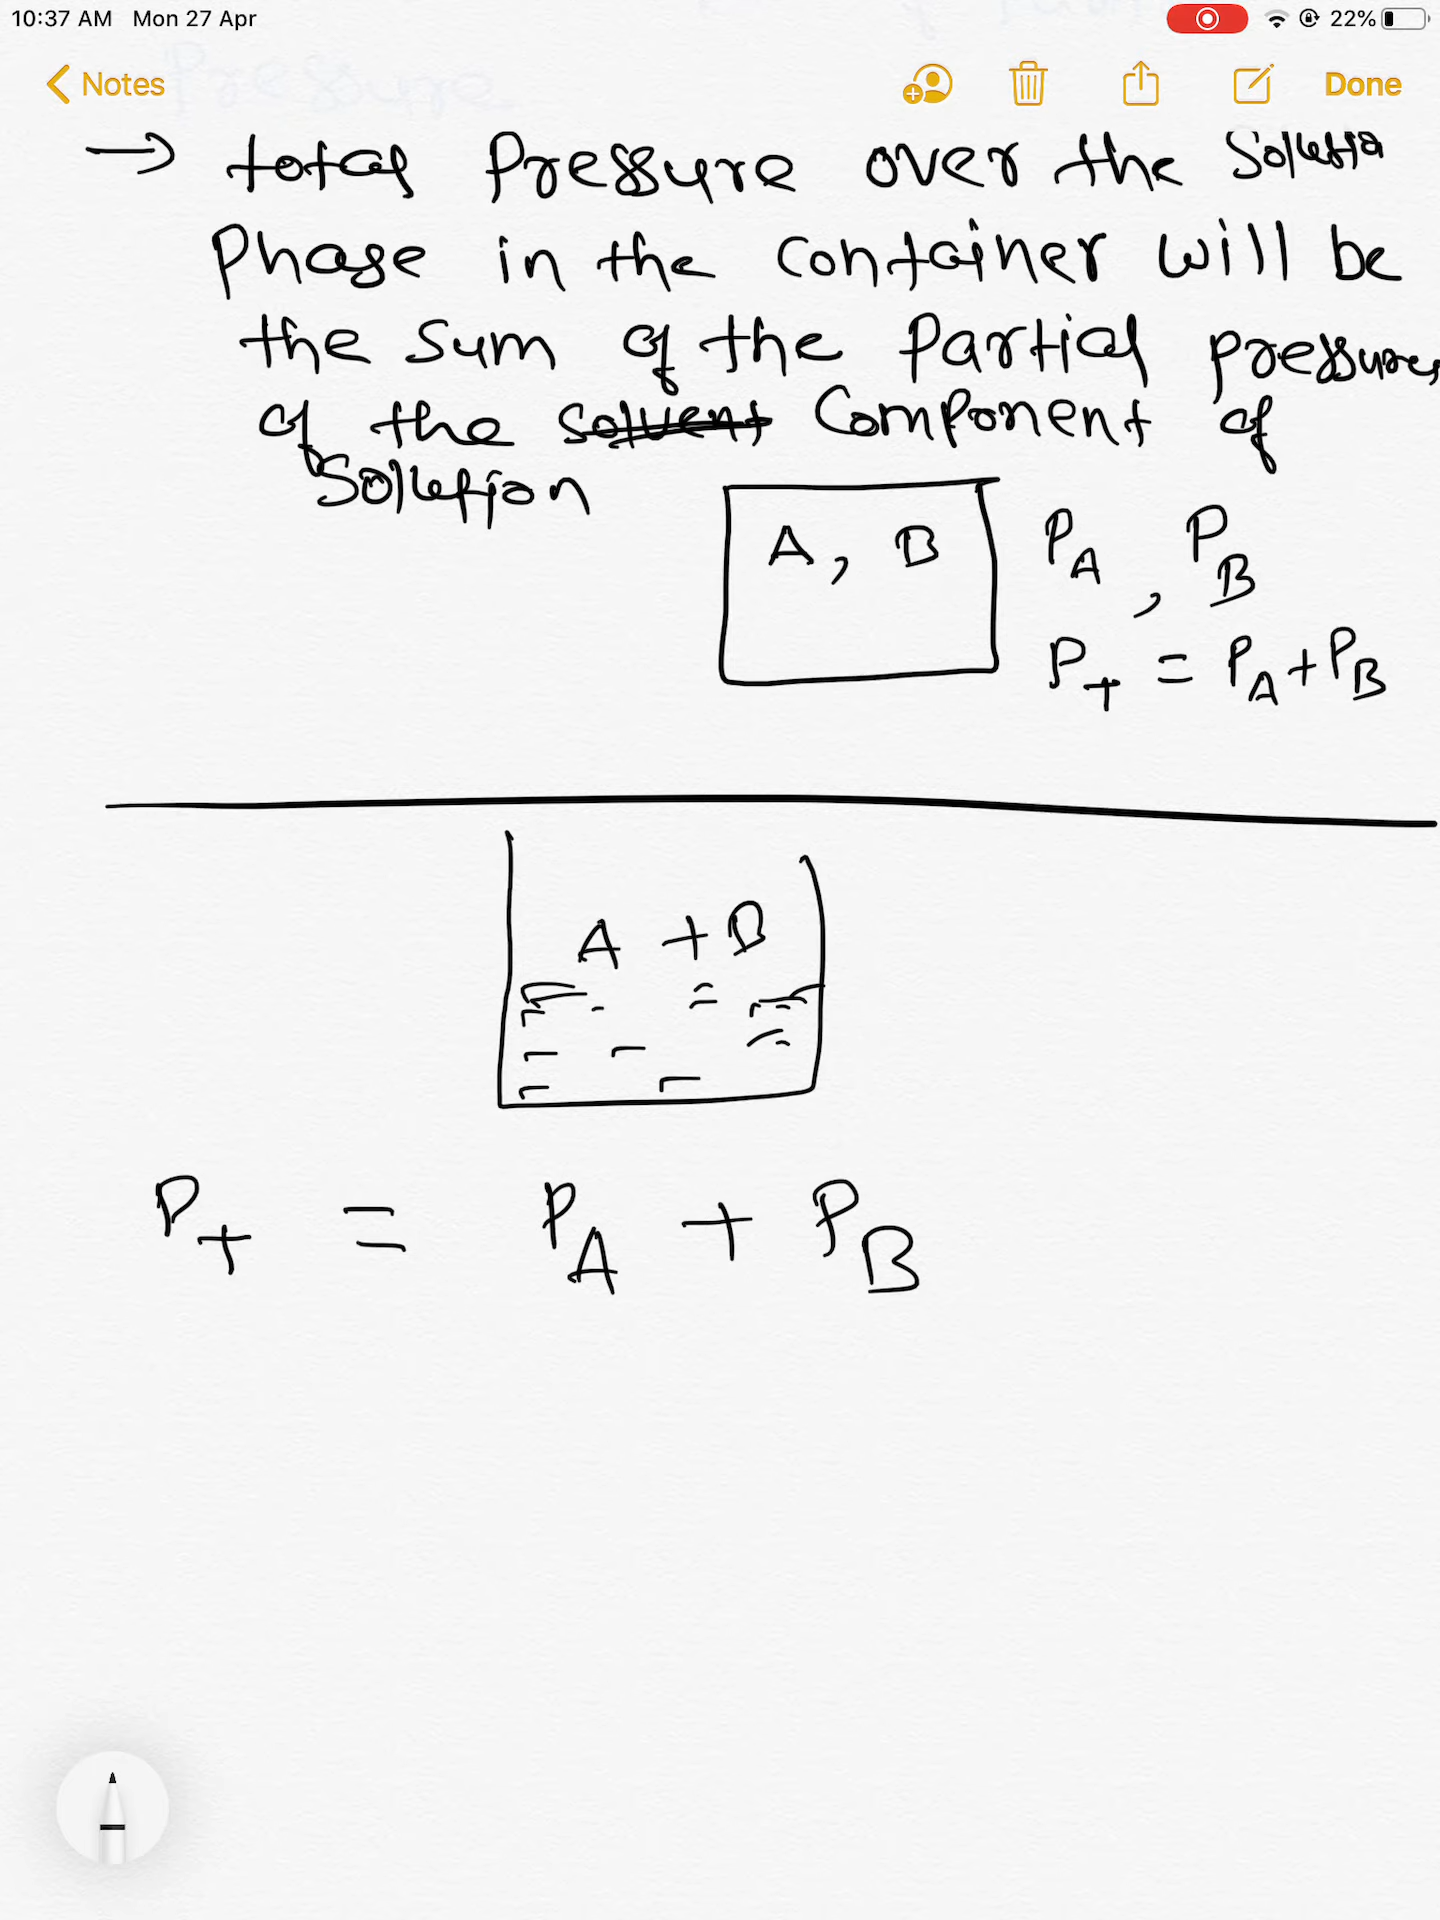 10:37 AM Mon 27 Apr
22%
Notes
Done
Pressure
→ total Pressure over the
Phase in the container will be
the sum of the Partial pressures
of the solvent Component of
Solution
A, B
PA, PB
PT = PA + PB
A + B
PT = PA + PB